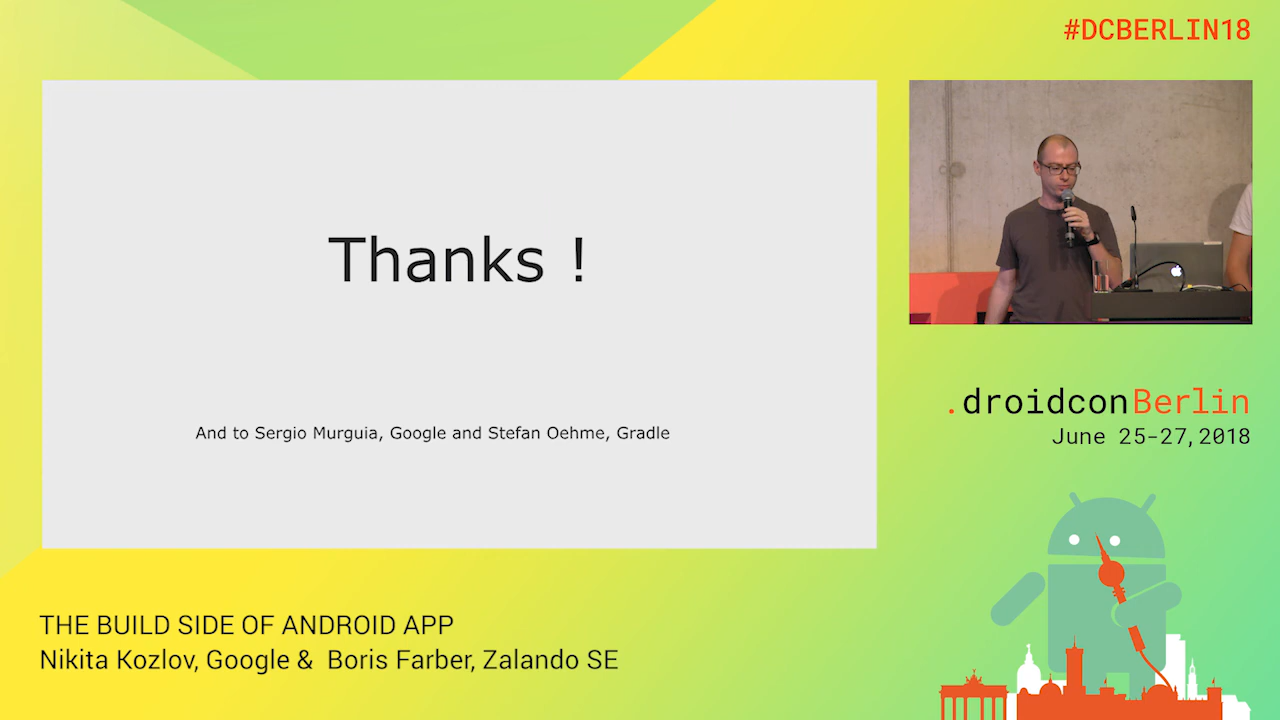 #DCBERLIN18
Thanks !
And to Sergio Murguia, Google and Stefan Oehme, Gradle
.droidconBerlin
June 25-27,2018
THE BUILD SIDE OF ANDROID APP
Nikita Kozlov, Google & Boris Farber, Zalando SE